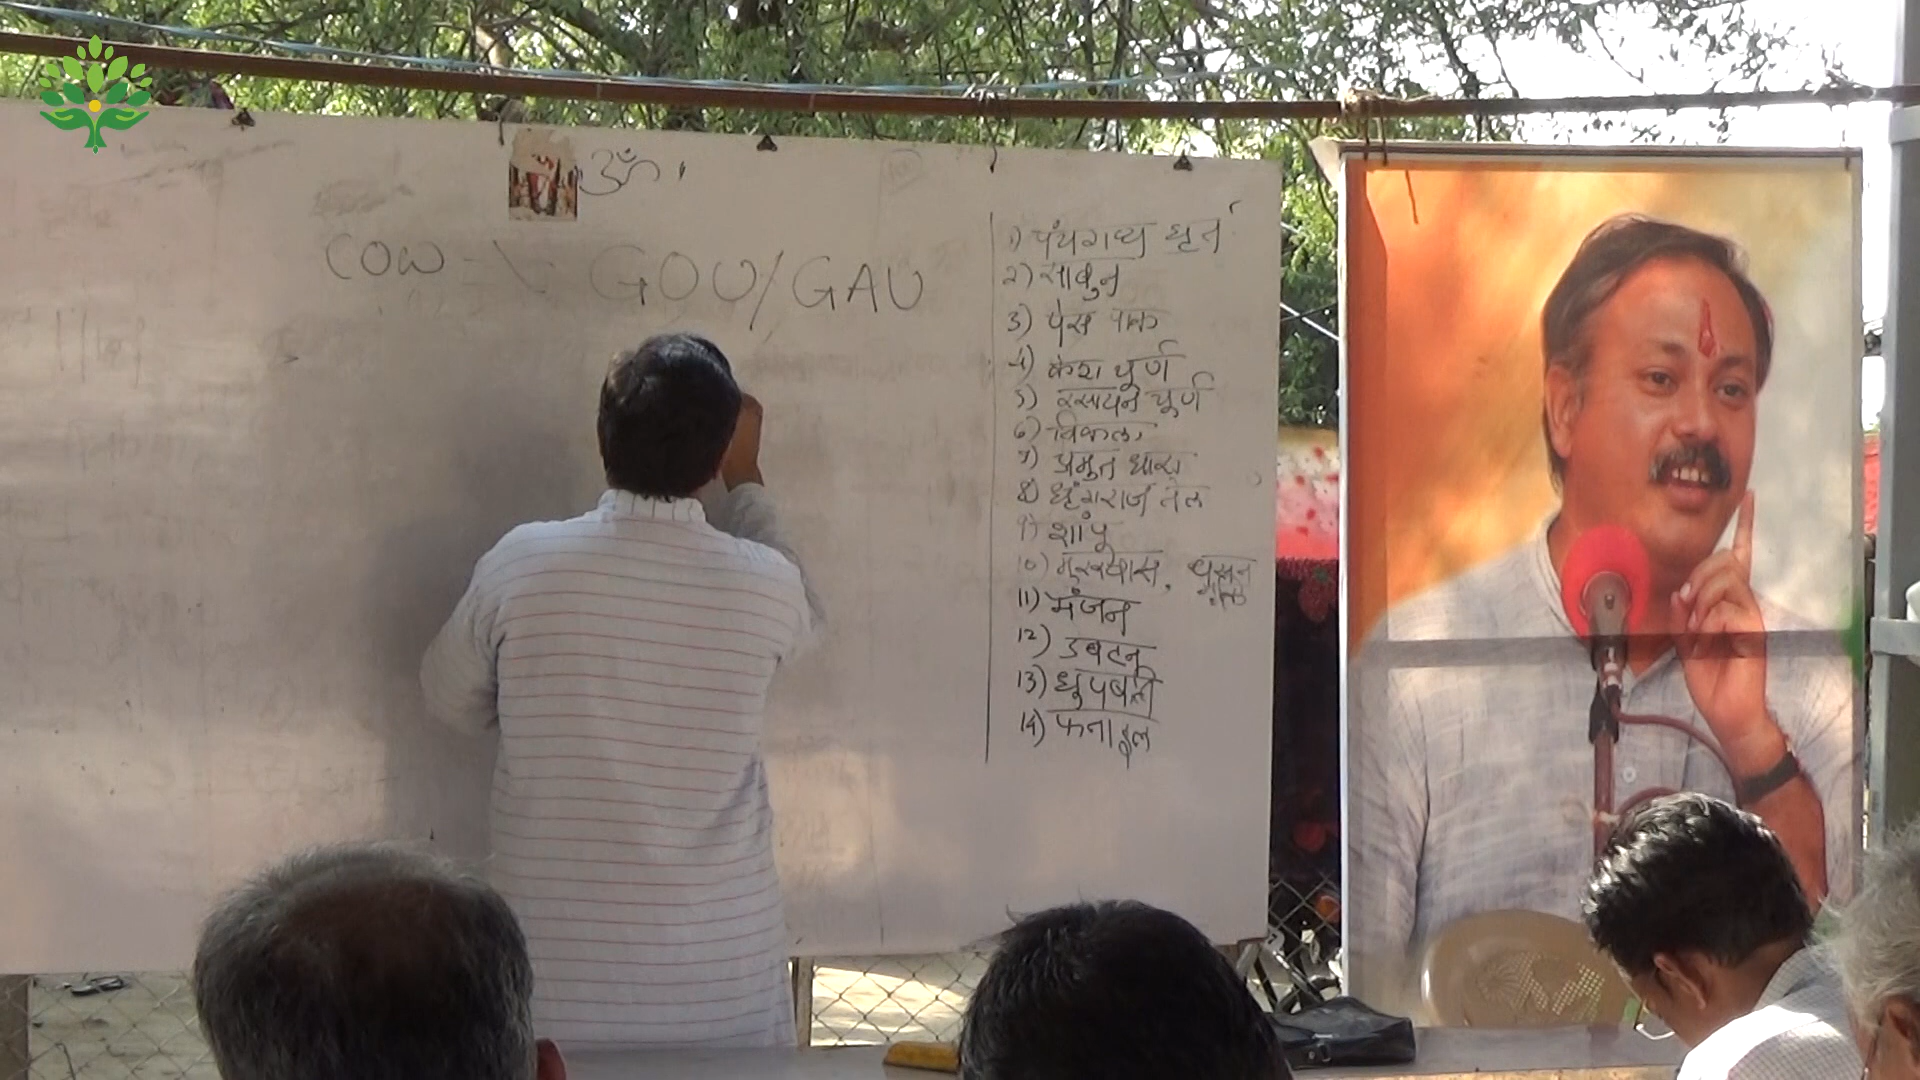 ॐ
COW GOU/GAU
1) पंचगव्य घृत
2) साबुन
3) पेस पाक
4) केश चूर्ण
5) रसायन चूर्ण
6)
7) अमृत धारा
8) भृंगराज तेल
9) शांपू
10) मुखवास,
11) मंजन
12) उबटन
13) धूपबत्ती
14) फनाइल